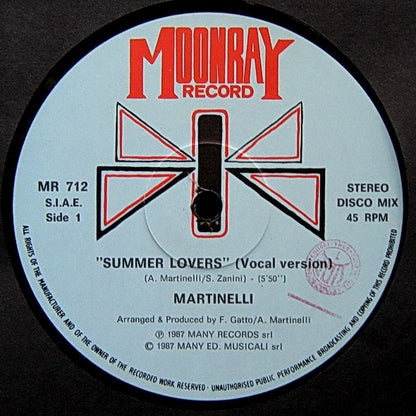 MOONRAY
RECORD
MR 712
S.I.A.E.
Side 1
STEREO
DISCO MIX
45 RPM
"SUMMER LOVERS" (Vocal version)
(A. Martinelli/S. Zanini) - (5'50'')
MARTINELLI
Arranged & Produced by F. Gatto/A. Martinelli
Ⓟ 1987 MANY RECORDS srl
© 1987 MANY ED. MUSICALI srl
ALL RIGHTS OF THE MANUFACTURER AND OF THE OWNER OF THE RECORDED WORK RESERVED - UNAUTHORISED PUBLIC PERFORMANCE BROADCASTING AND COPYING OF THIS RECORD PROHIBITED